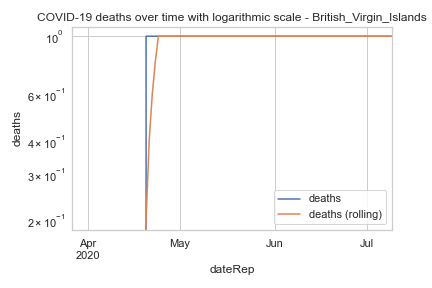 COVID-19 deaths over time with logarithmic scale - British_Virgin_Islands
10⁰
6 × 10⁻¹
4 × 10⁻¹
3 × 10⁻¹
2 × 10⁻¹
deaths
deaths
deaths (rolling)
Apr
2020
May
Jun
Jul
dateRep